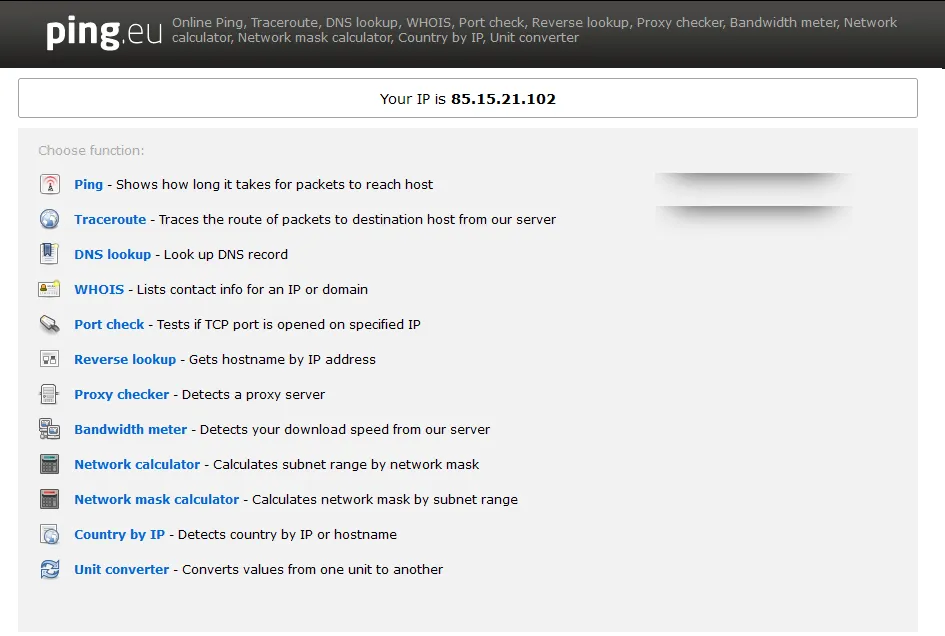 ping.eu
Online Ping, Traceroute, DNS lookup, WHOIS, Port check, Reverse lookup, Proxy checker, Bandwidth meter, Network
calculator, Network mask calculator, Country by IP, Unit converter
Your IP is 85.15.21.102
Choose function:
Ping - Shows how long it takes for packets to reach host
Traceroute - Traces the route of packets to destination host from our server
DNS lookup - Look up DNS record
WHOIS - Lists contact info for an IP or domain
Port check - Tests if TCP port is opened on specified IP
Reverse lookup - Gets hostname by IP address
Proxy checker - Detects a proxy server
Bandwidth meter - Detects your download speed from our server
Network calculator - Calculates subnet range by network mask
Network mask calculator - Calculates network mask by subnet range
Country by IP - Detects country by IP or hostname
Unit converter - Converts values from one unit to another